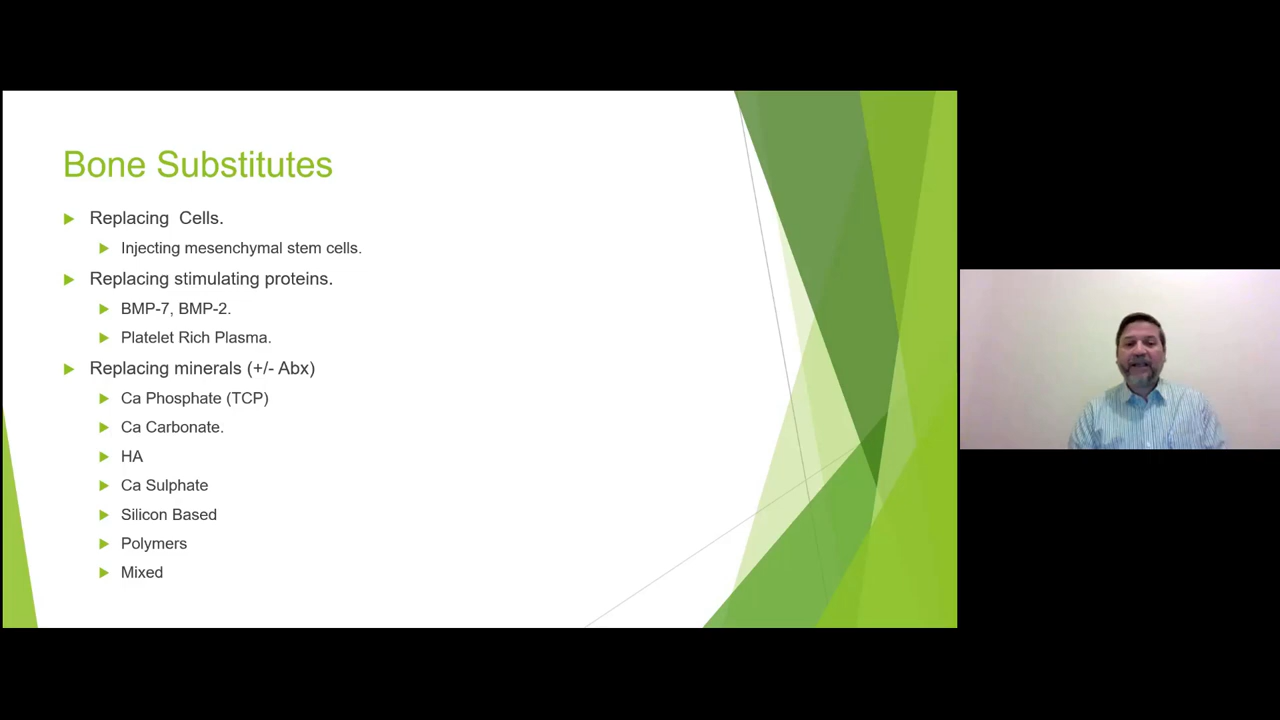 Bone Substitutes
Replacing Cells.
Injecting mesenchymal stem cells.
Replacing stimulating proteins.
BMP-7, BMP-2.
Platelet Rich Plasma.
Replacing minerals (+/- Abx)
Ca Phosphate (TCP)
Ca Carbonate.
HA
Ca Sulphate
Silicon Based
Polymers
Mixed